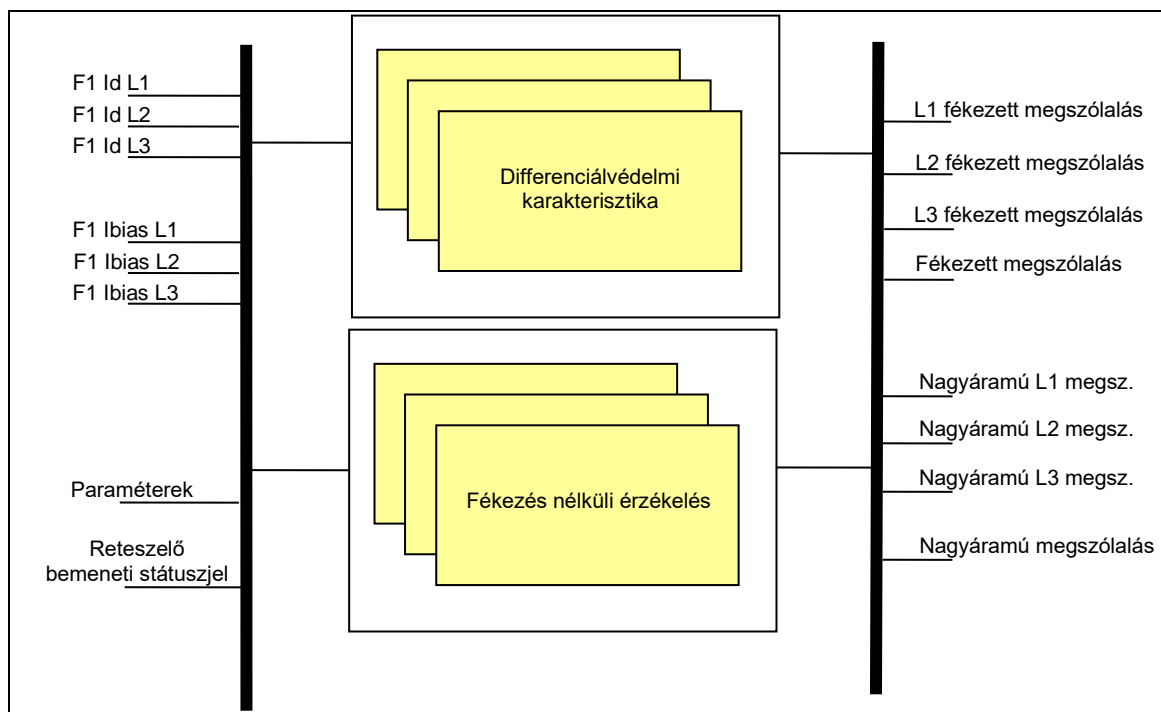 F1 Id L1
F1 Id L2
F1 Id L3
F1 Ibias L1
F1 Ibias L2
F1 Ibias L3
Paraméterek
Reteszelő
bemeneti státuszjel
Differenciálvédelmi
karakterisztika
Fékezés nélküli érzékelés
L1 fékezett megszólalás
L2 fékezett megszólalás
L3 fékezett megszólalás
Fékezett megszólalás
Nagyáramú L1 megsz.
Nagyáramú L2 megsz.
Nagyáramú L3 megsz.
Nagyáramú megszólalás